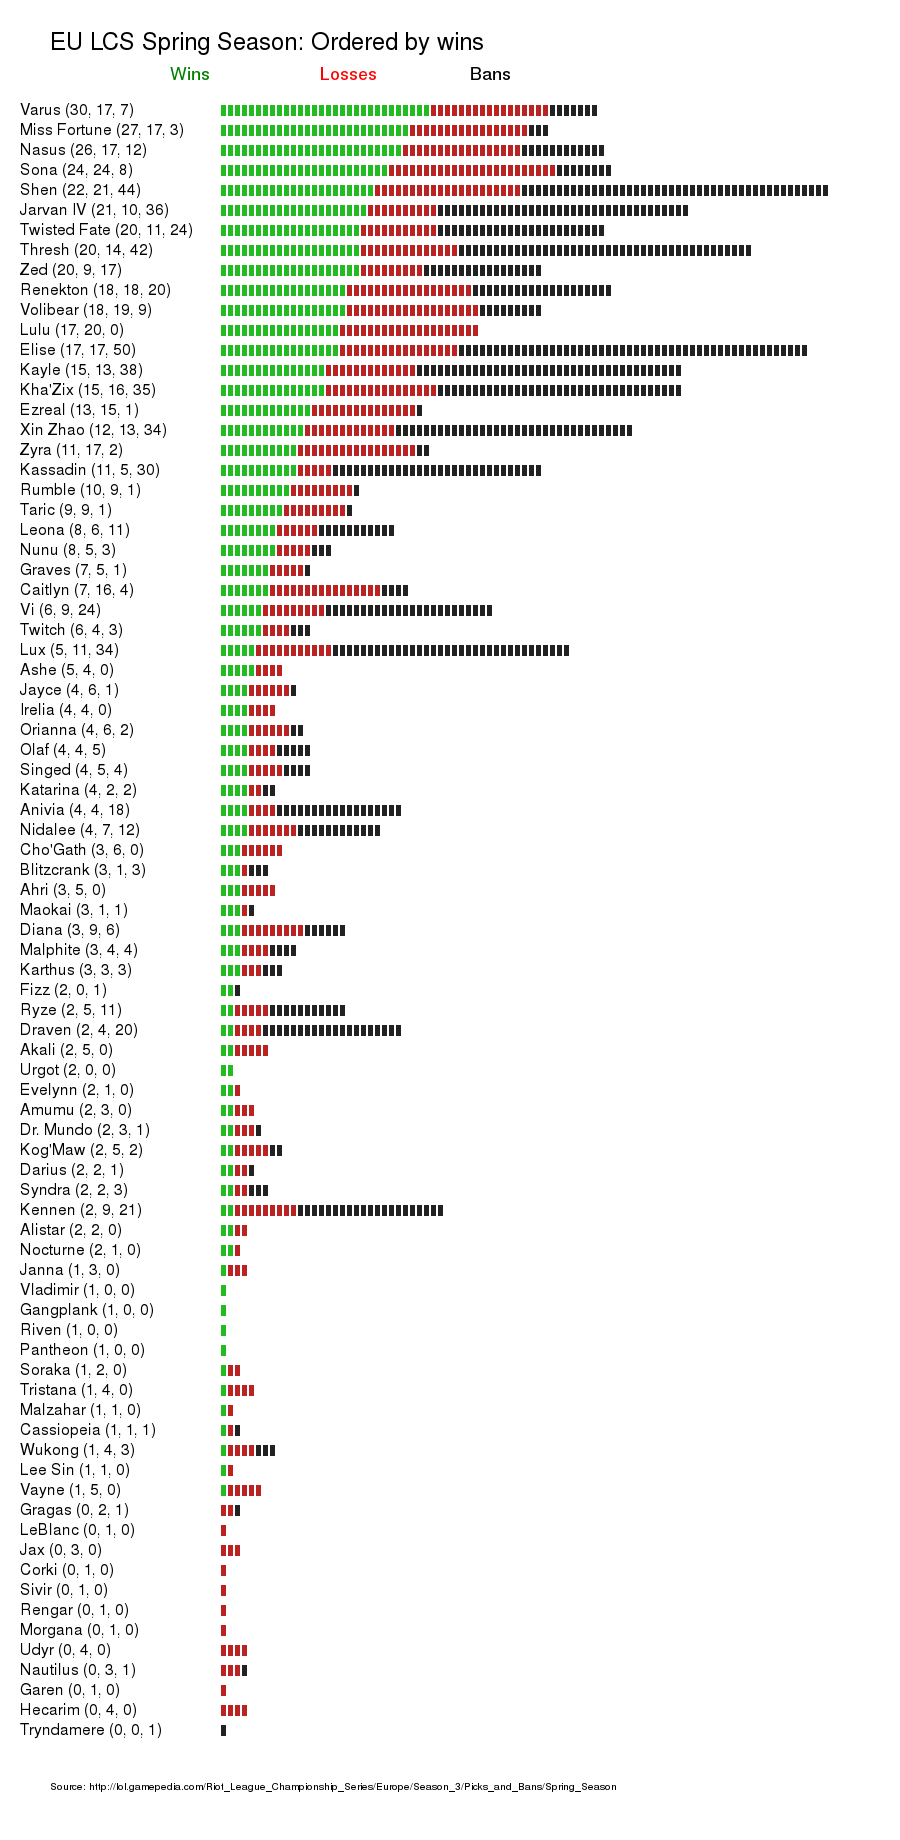 EU LCS Spring Season: Ordered by wins
Wins Losses Bans
Varus (30, 17, 7)
Miss Fortune (27, 17, 3)
Nasus (26, 17, 12)
Sona (24, 24, 8)
Shen (22, 21, 44)
Jarvan IV (21, 10, 36)
Twisted Fate (20, 11, 24)
Thresh (20, 14, 42)
Zed (20, 9, 17)
Renekton (18, 18, 20)
Volibear (18, 19, 9)
Lulu (17, 20, 0)
Elise (17, 17, 50)
Kayle (15, 13, 38)
Kha'Zix (15, 16, 35)
Ezreal (13, 15, 1)
Xin Zhao (12, 13, 34)
Zyra (11, 17, 2)
Kassadin (11, 5, 30)
Rumble (10, 9, 1)
Taric (9, 9, 1)
Leona (8, 6, 11)
Nunu (8, 5, 3)
Graves (7, 5, 1)
Caitlyn (7, 16, 4)
Vi (6, 9, 24)
Twitch (6, 4, 3)
Lux (5, 11, 34)
Ashe (5, 4, 0)
Jayce (4, 6, 1)
Irelia (4, 4, 0)
Orianna (4, 6, 2)
Olaf (4, 4, 5)
Singed (4, 5, 4)
Katarina (4, 2, 2)
Anivia (4, 4, 18)
Nidalee (4, 7, 12)
Cho'Gath (3, 6, 0)
Blitzcrank (3, 1, 3)
Ahri (3, 5, 0)
Maokai (3, 1, 1)
Diana (3, 9, 6)
Malphite (3, 4, 4)
Karthus (3, 3, 3)
Fizz (2, 0, 1)
Ryze (2, 5, 11)
Draven (2, 4, 20)
Akali (2, 5, 0)
Urgot (2, 0, 0)
Evelynn (2, 1, 0)
Amumu (2, 3, 0)
Dr. Mundo (2, 3, 1)
Kog'Maw (2, 5, 2)
Darius (2, 2, 1)
Syndra (2, 2, 3)
Kennen (2, 9, 21)
Alistar (2, 2, 0)
Nocturne (2, 1, 0)
Janna (1, 3, 0)
Vladimir (1, 0, 0)
Gangplank (1, 0, 0)
Riven (1, 0, 0)
Pantheon (1, 0, 0)
Soraka (1, 2, 0)
Tristana (1, 4, 0)
Malzahar (1, 1, 0)
Cassiopeia (1, 1, 1)
Wukong (1, 4, 3)
Lee Sin (1, 1, 0)
Vayne (1, 5, 0)
Gragas (0, 2, 1)
LeBlanc (0, 1, 0)
Jax (0, 3, 0)
Corki (0, 1, 0)
Sivir (0, 1, 0)
Rengar (0, 1, 0)
Morgana (0, 1, 0)
Udyr (0, 4, 0)
Nautilus (0, 3, 1)
Garen (0, 1, 0)
Hecarim (0, 4, 0)
Tryndamere (0, 0, 1)
Source: http://lol.gamepedia.com/Riot_League_Championship_Series/Europe/Season_3/Picks_and_Bans/Spring_Season